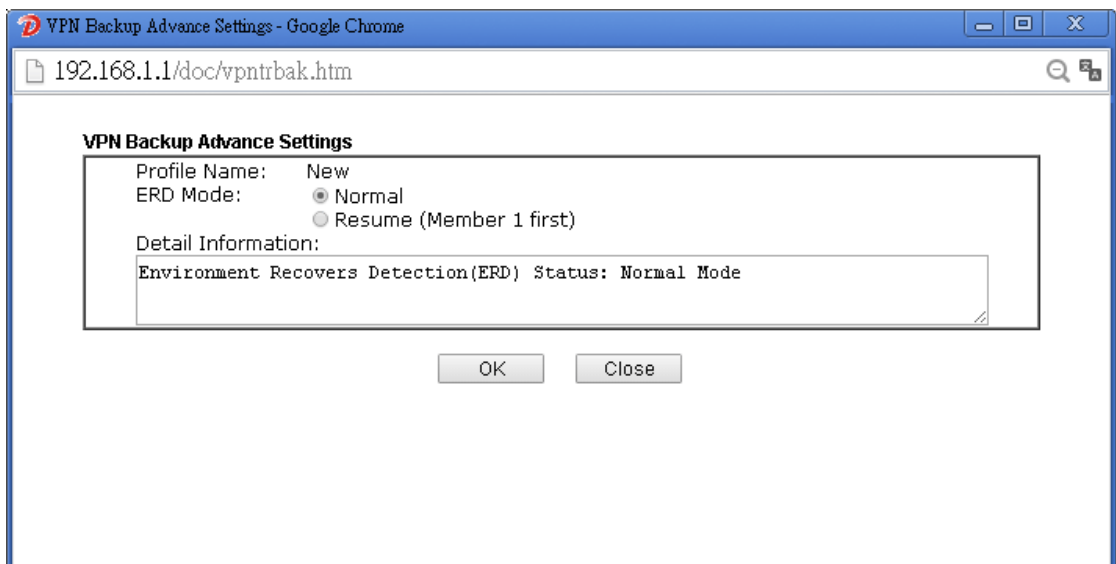 VPN Backup Advance Settings - Google Chrome
192.168.1.1/doc/vpntrbak.htm
VPN Backup Advance Settings
Profile Name: New
ERD Mode: Normal
Resume (Member 1 first)
Detail Information:
Environment Recovers Detection(ERD) Status: Normal Mode
OK Close